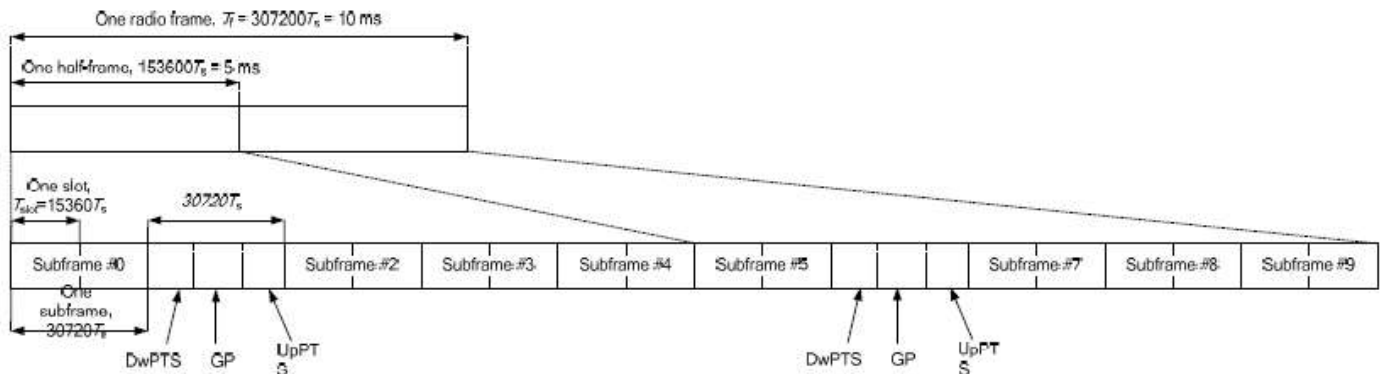 One radio frame, Tf = 307200Ts = 10 ms
One half-frame, 153600Ts = 5 ms
One slot,
Tslot=15360Ts
30720Ts
Subframe #0
Subframe #2
Subframe #3
Subframe #4
Subframe #5
Subframe #7
Subframe #8
Subframe #9
One
subframe,
30720Ts
DwPTS
GP
UpPT
S
DwPTS
GP
UpPT
S